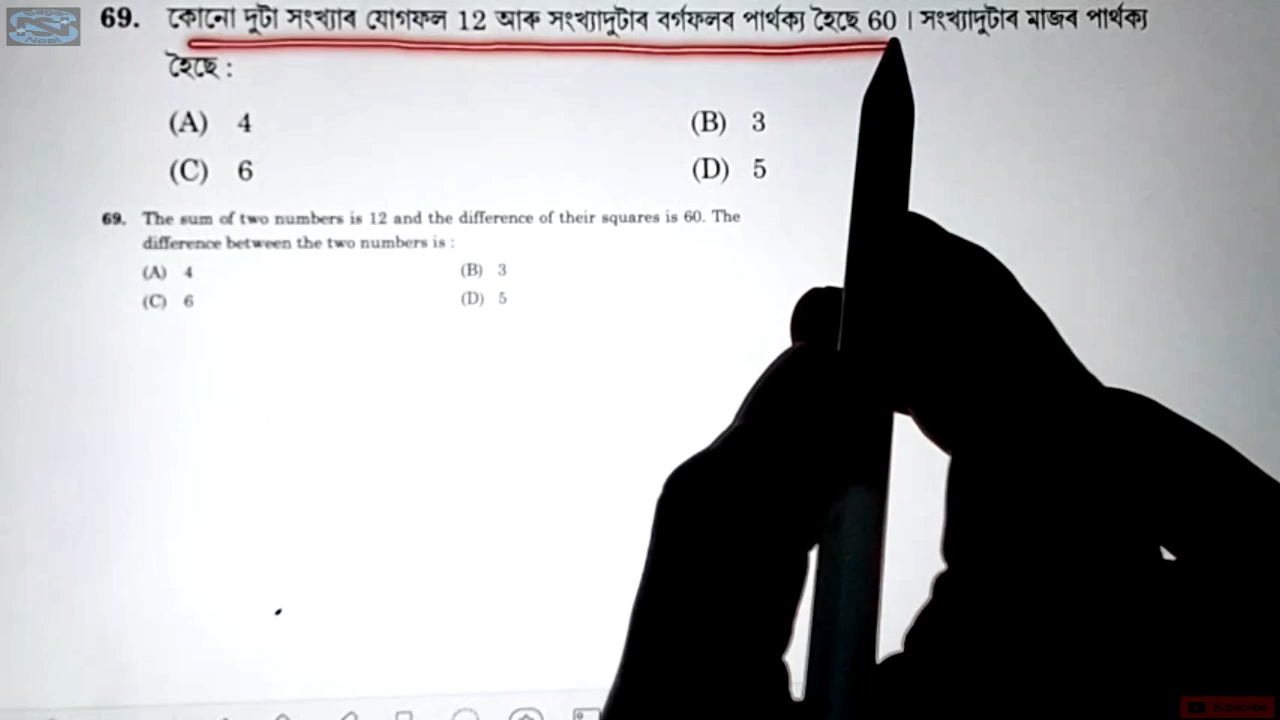 69. কোনো দুটা সংখ্যাৰ যোগফল 12 আৰু সংখ্যাদুটাৰ বৰ্গফলৰ পাৰ্থক্য হৈছে 60 । সংখ্যাদুটাৰ মাজৰ পাৰ্থক্য
হৈছে :
(A) 4 (B) 3
(C) 6 (D) 5
69. The sum of two numbers is 12 and the difference of their squares is 60. The
difference between the two numbers is :
(A) 4 (B) 3
(C) 6 (D) 5
Subscribe